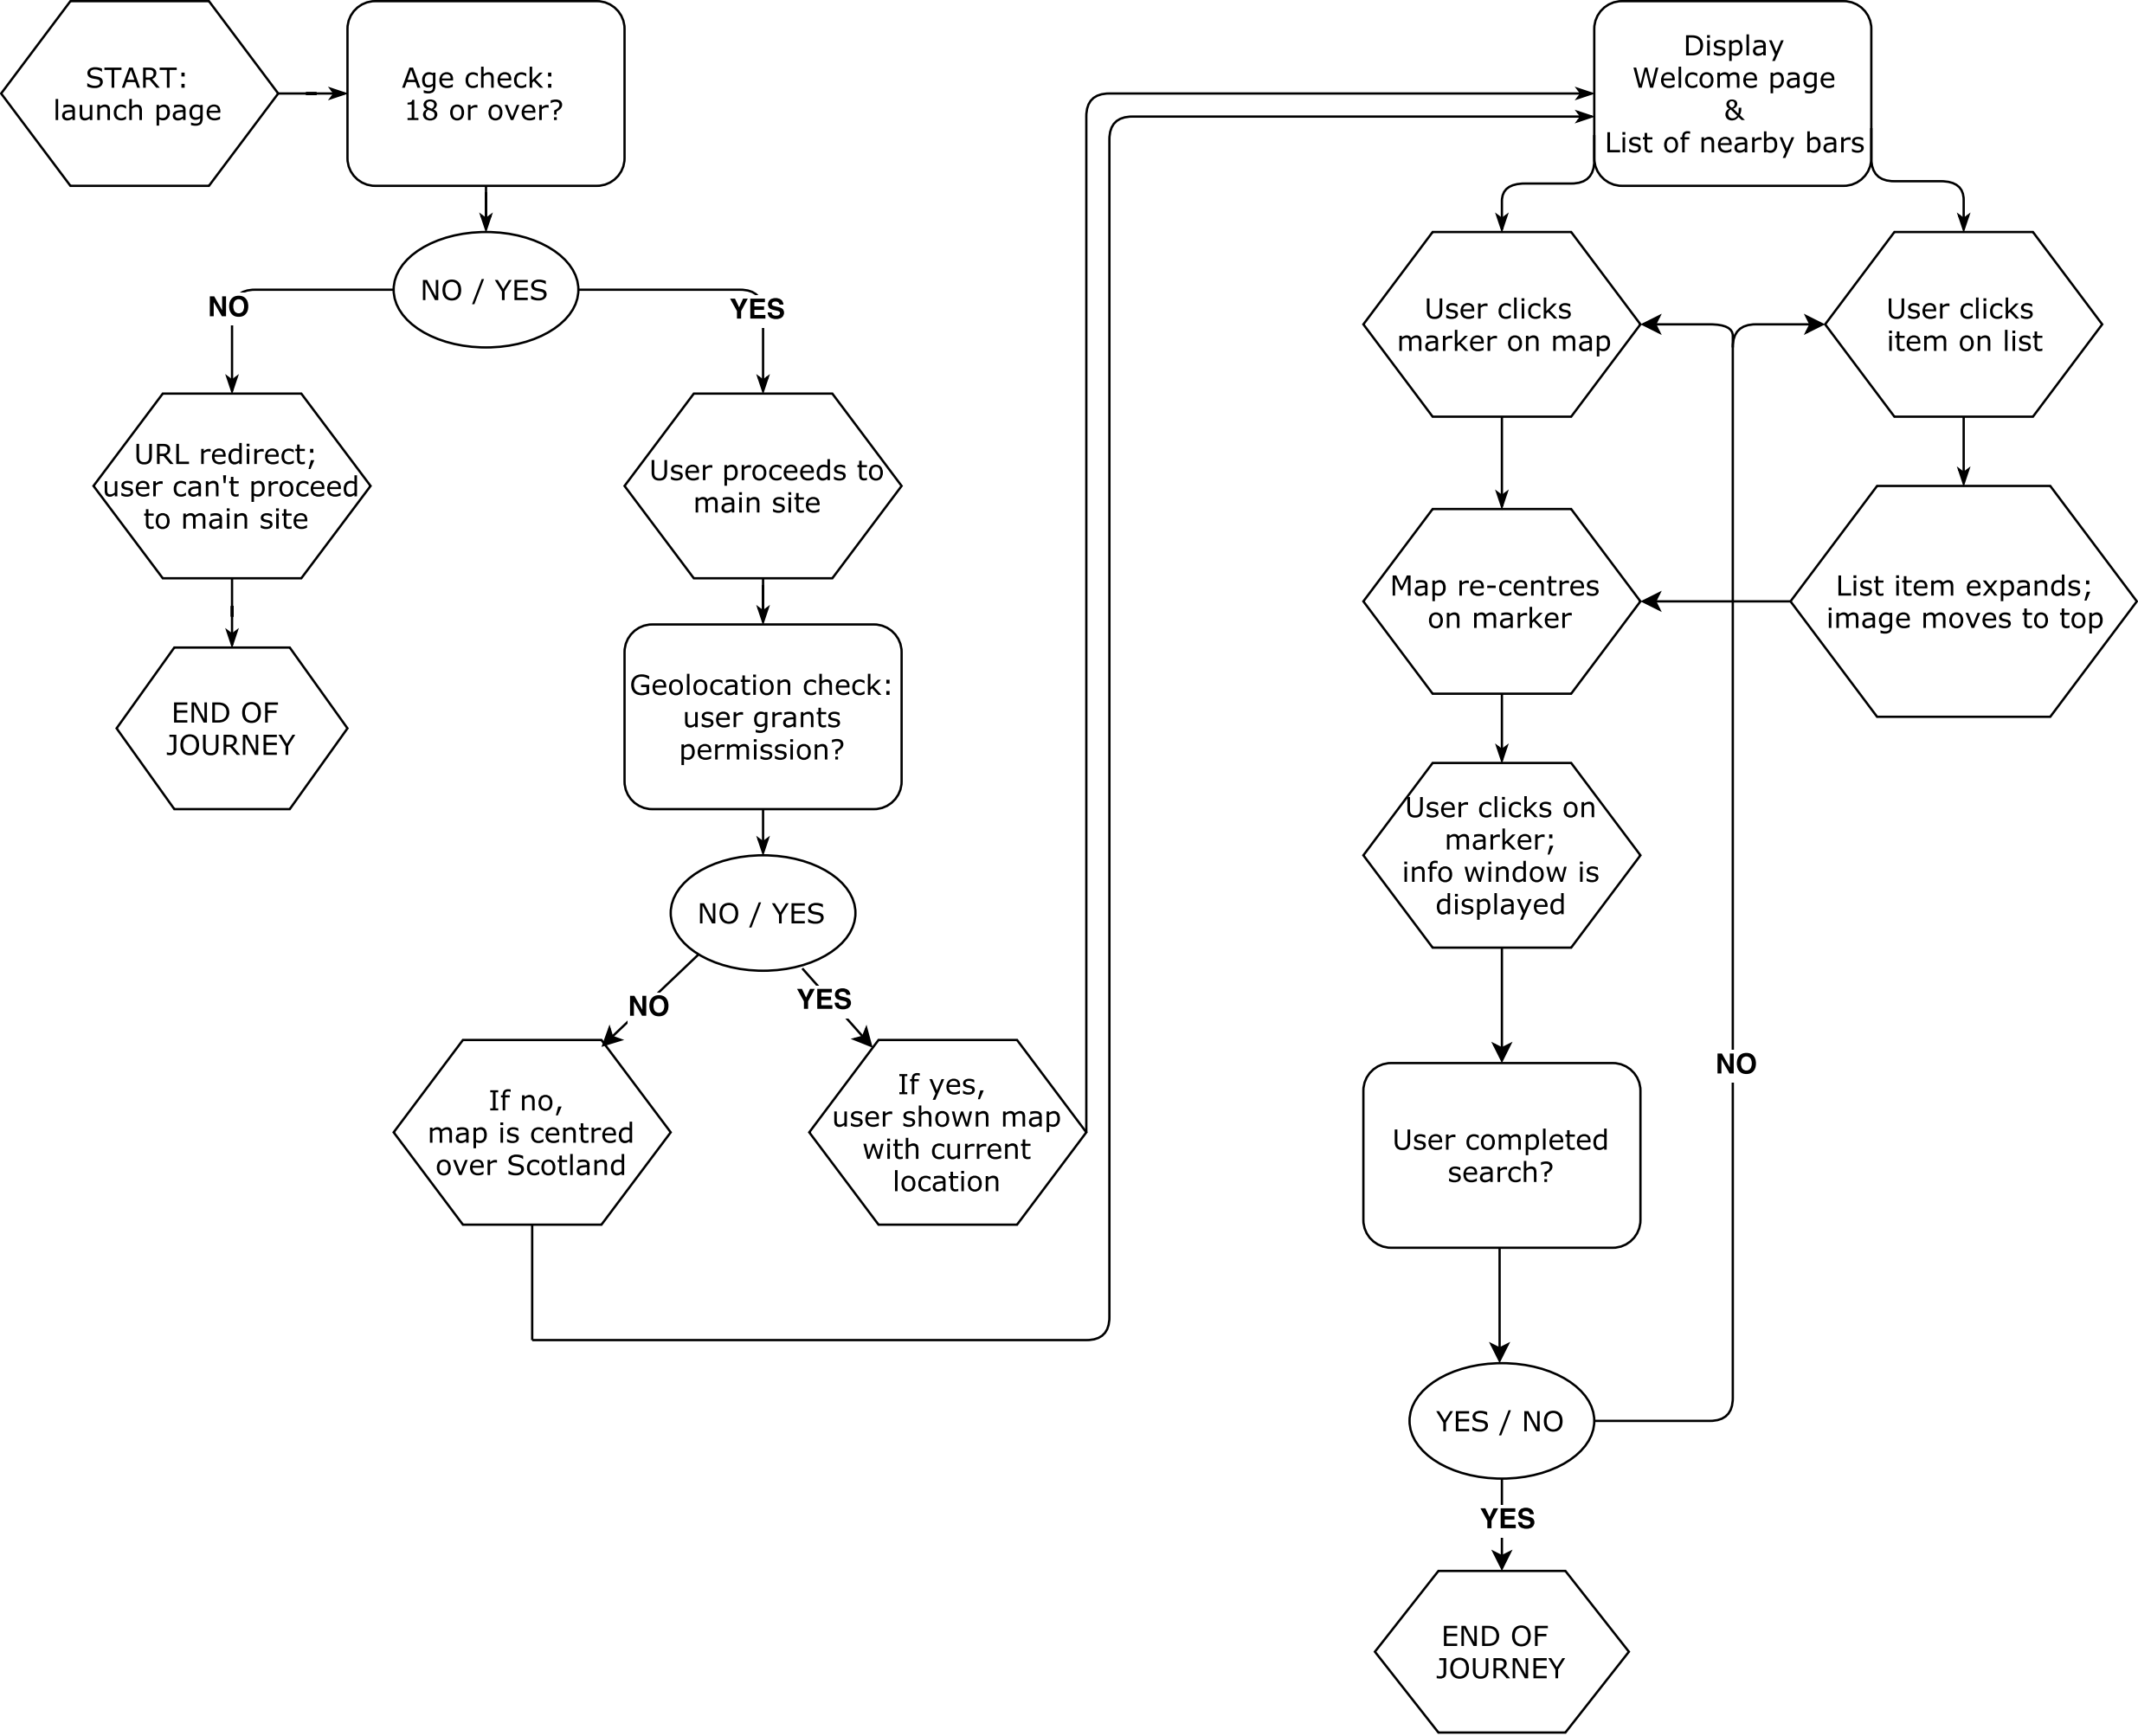 START:
launch page
Age check:
18 or over?
NO / YES
NO
YES
URL redirect;
user can't proceed
to main site
END OF
JOURNEY
User proceeds to
main site
Geolocation check:
user grants
permission?
NO / YES
NO
YES
If no,
map is centred
over Scotland
If yes,
user shown map
with current
location
Display
Welcome page
&
List of nearby bars
User clicks
marker on map
User clicks
item on list
Map re-centres
on marker
List item expands;
image moves to top
User clicks on
marker;
info window is
displayed
User completed
search?
NO
YES / NO
YES
END OF
JOURNEY